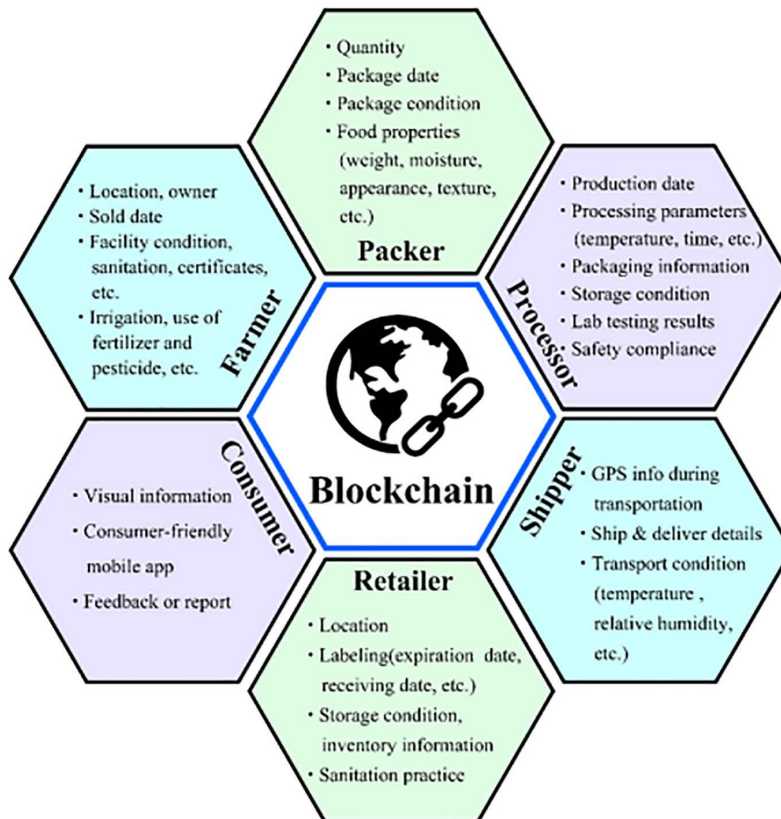 · Quantity
· Package date
· Package condition
· Food properties
(weight, moisture,
appearance, texture,
etc.)
Packer
· Location, owner
· Sold date
· Facility condition,
sanitation, certificates,
etc.
· Irrigation, use of
fertilizer and
pesticide, etc.
Farmer
· Production date
· Processing parameters
(temperature, time, etc.)
· Packaging information
· Storage condition
· Lab testing results
· Safety compliance
Processor
Blockchain
· Visual information
· Consumer-friendly
mobile app
· Feedback or report
Consumer
· GPS info during
transportation
· Ship & deliver details
· Transport condition
(temperature ,
relative humidity,
etc.)
Shipper
Retailer
· Location
· Labeling(expiration date,
receiving date, etc.)
· Storage condition,
inventory information
· Sanitation practice